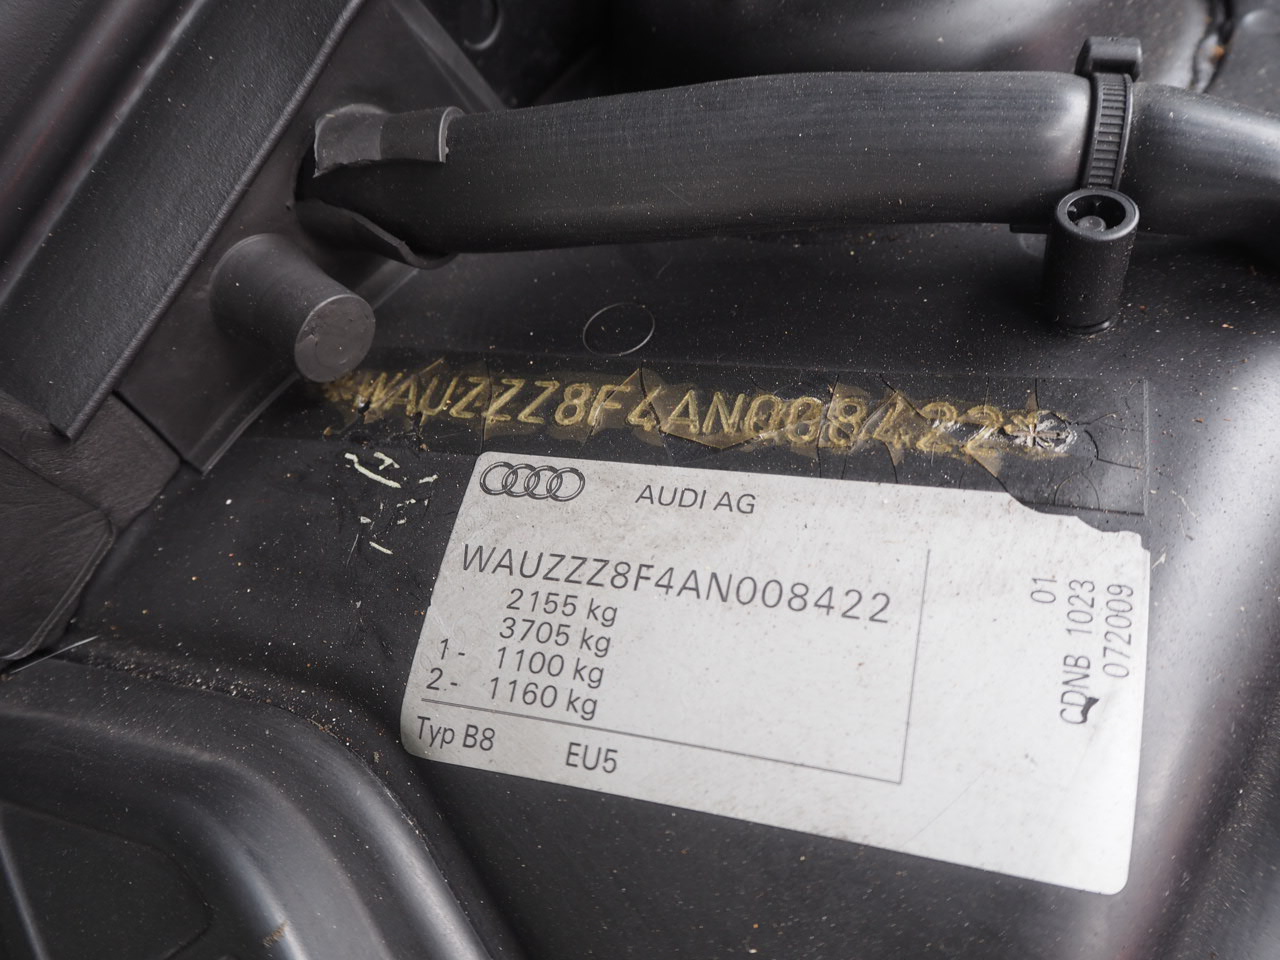 *WAUZZZ8F4AN008422*
AUDI AG
WAUZZZ8F4AN008422
2155 kg
3705 kg
1- 1100 kg
2.- 1160 kg
Typ B8 EU5
01
CDNB 1023
072009